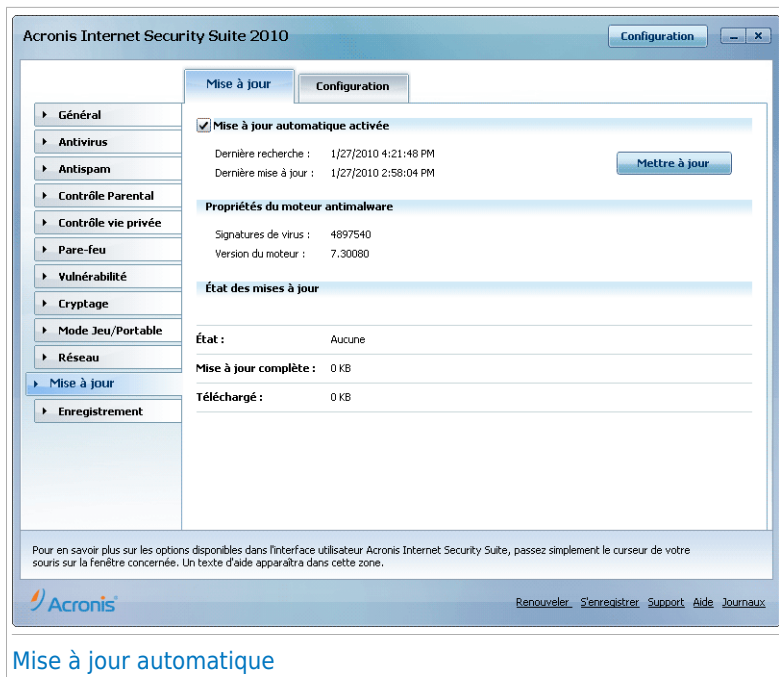 Acronis Internet Security Suite 2010
Configuration
Mise à jour
Configuration
Général
Antivirus
Antispam
Contrôle Parental
Contrôle vie privée
Pare-feu
Vulnérabilité
Cryptage
Mode Jeu/Portable
Réseau
Mise à jour
Enregistrement
Mise à jour automatique activée
Dernière recherche : 1/27/2010 4:21:48 PM
Dernière mise à jour : 1/27/2010 2:58:04 PM
Mettre à jour
Propriétés du moteur antimalware
Signatures de virus : 4897540
Version du moteur : 7.30080
État des mises à jour
État : Aucune
Mise à jour complète : 0 KB
Téléchargé : 0 KB
Pour en savoir plus sur les options disponibles dans l'interface utilisateur Acronis Internet Security Suite, passez simplement le curseur de votre
souris sur la fenêtre concernée. Un texte d'aide apparaîtra dans cette zone.
Acronis
Renouveler S'enregistrer Support Aide Journaux
Mise à jour automatique